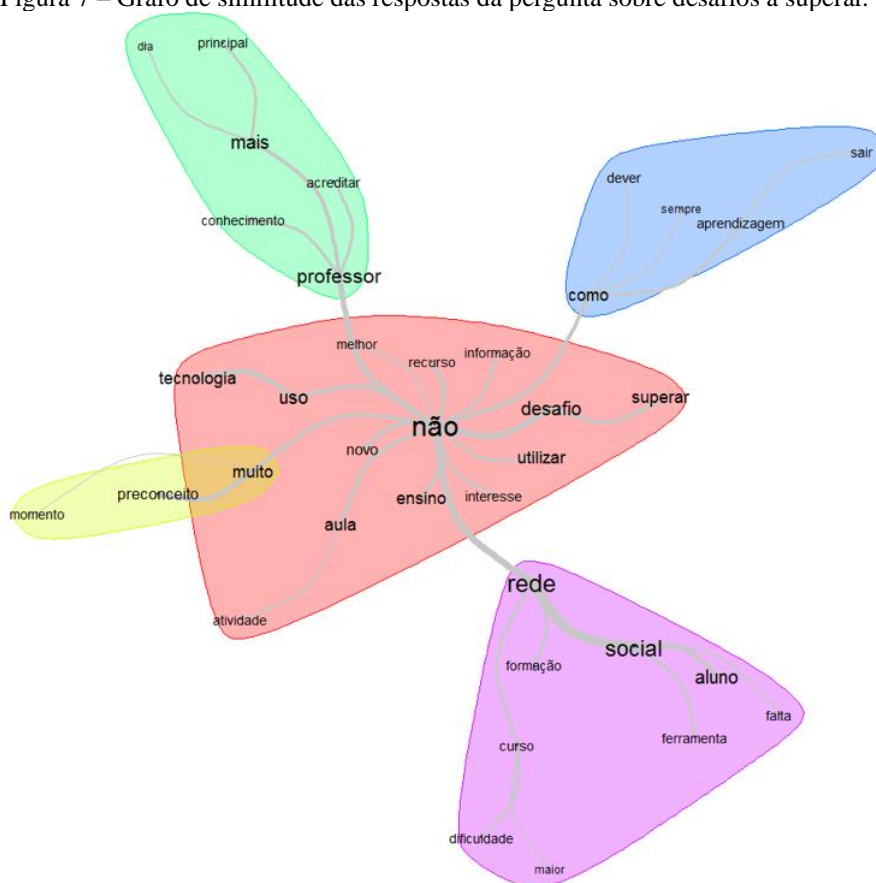 Figura 7 – Grafo de similitude das respostas da pergunta sobre desafios a superar.
dia
principal
mais
acreditar
conhecimento
professor
sair
dever
sempre
aprendizagem
como
melhor
recurso
informação
tecnologia
uso
desafio
superar
não
novo
utilizar
muito
preconceito
ensino
interesse
momento
aula
atividade
rede
social
formação
aluno
falta
curso
ferramenta
dificuldade
maior